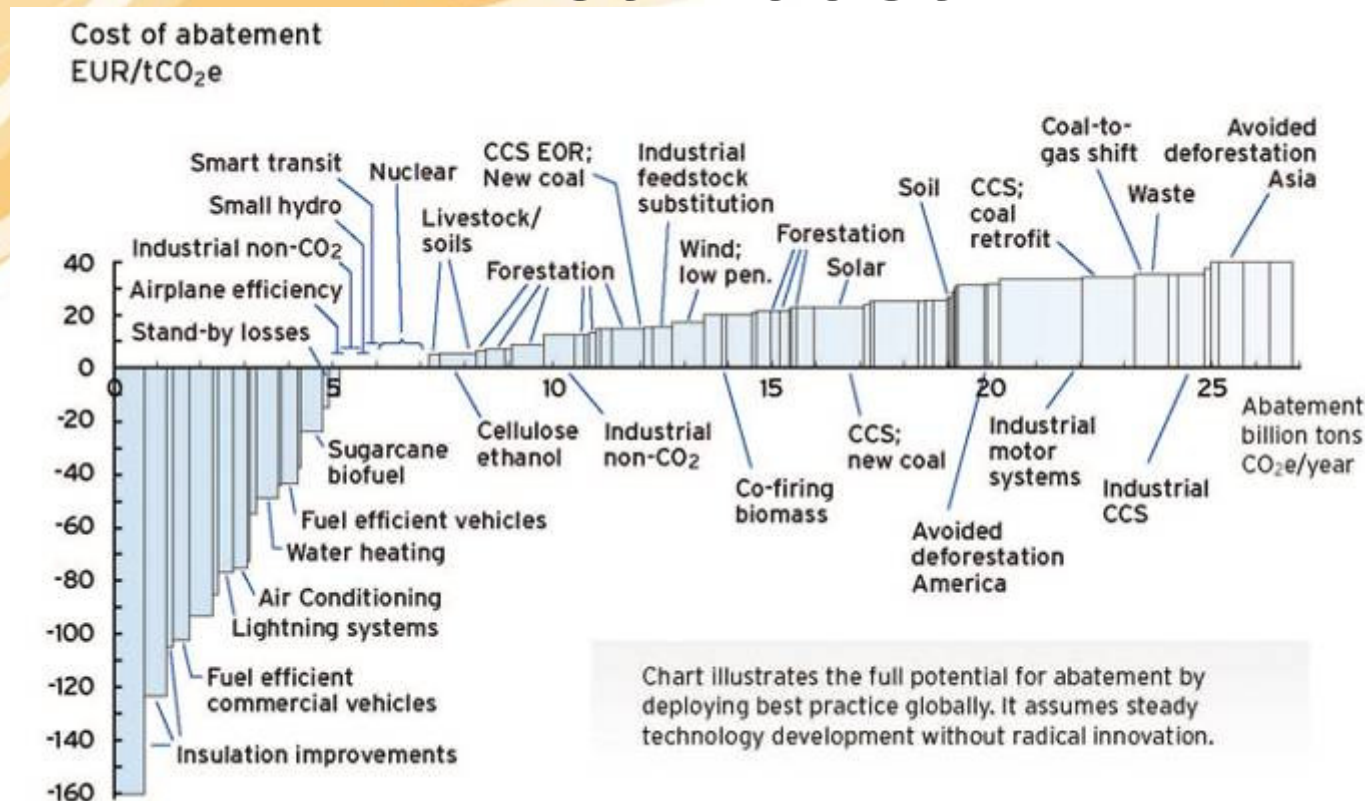 Cost of abatement
EUR/tCO₂e
Smart transit
Small hydro
Industrial non-CO₂
Airplane efficiency
Stand-by losses
Nuclear
Livestock/
soils
CCS EOR;
New coal
Forestation
Industrial
feedstock
substitution
Wind;
low pen.
Forestation
Solar
Soil
CCS;
coal
retrofit
Coal-to-
gas shift
Waste
Avoided
deforestation
Asia
40
20
0
-20
-40
-60
-80
-100
-120
-140
-160
0
5
10
15
20
25
Abatement
billion tons
CO₂e/year
Sugarcane
biofuel
Fuel efficient vehicles
Water heating
Air Conditioning
Lightning systems
Fuel efficient
commercial vehicles
Insulation improvements
Cellulose
ethanol
Industrial
non-CO₂
Co-firing
biomass
CCS;
new coal
Avoided
deforestation
America
Industrial
motor
systems
Industrial
CCS
Chart illustrates the full potential for abatement by
deploying best practice globally. It assumes steady
technology development without radical innovation.